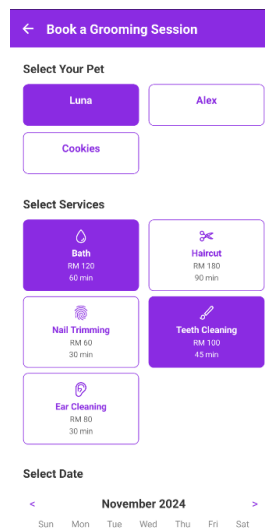 Book a Grooming Session
Select Your Pet
Luna
Alex
Cookies
Select Services
Bath
RM 120
60 min
Haircut
RM 180
90 min
Nail Trimming
RM 60
30 min
Teeth Cleaning
RM 100
45 min
Ear Cleaning
RM 80
30 min
Select Date
< November 2024 >
Sun Mon Tue Wed Thu Fri Sat